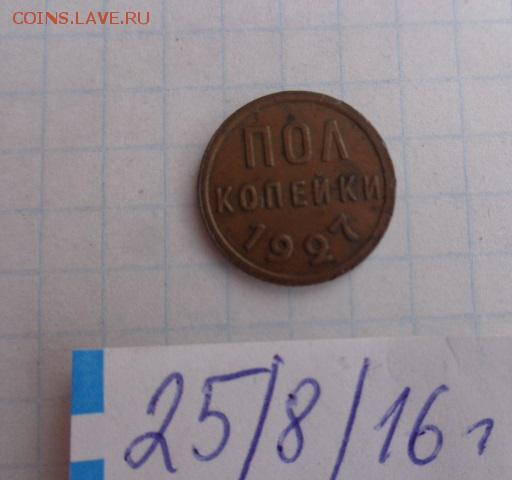 COINS.LAVE.RU
ПОЛ
КОПЕЙКИ
1927
25/8/16г